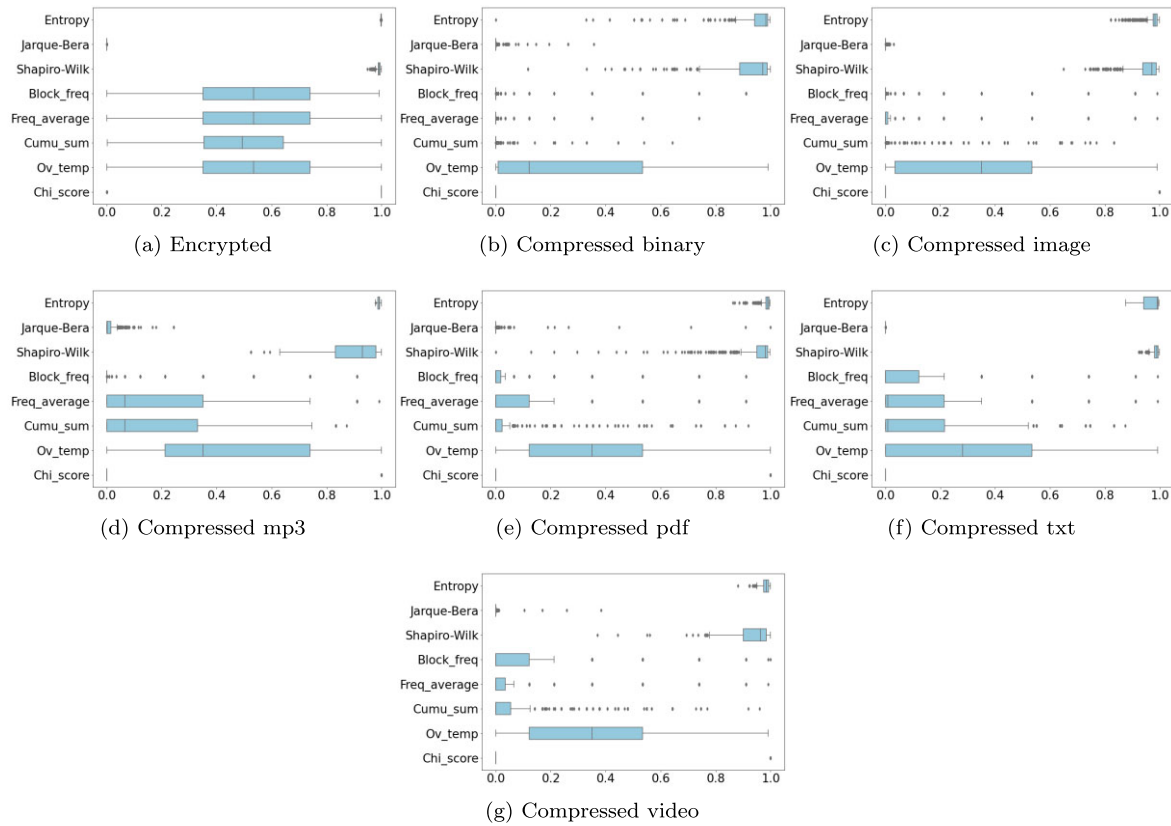 Entropy
Jarque-Bera
Shapiro-Wilk
Block_freq
Freq_average
Cumu_sum
Ov_temp
Chi_score
0.0 0.2 0.4 0.6 0.8 1.0
(a) Encrypted
Entropy
Jarque-Bera
Shapiro-Wilk
Block_freq
Freq_average
Cumu_sum
Ov_temp
Chi_score
0.0 0.2 0.4 0.6 0.8 1.0
(b) Compressed binary
Entropy
Jarque-Bera
Shapiro-Wilk
Block_freq
Freq_average
Cumu_sum
Ov_temp
Chi_score
0.0 0.2 0.4 0.6 0.8 1.0
(c) Compressed image
Entropy
Jarque-Bera
Shapiro-Wilk
Block_freq
Freq_average
Cumu_sum
Ov_temp
Chi_score
0.0 0.2 0.4 0.6 0.8 1.0
(d) Compressed mp3
Entropy
Jarque-Bera
Shapiro-Wilk
Block_freq
Freq_average
Cumu_sum
Ov_temp
Chi_score
0.0 0.2 0.4 0.6 0.8 1.0
(e) Compressed pdf
Entropy
Jarque-Bera
Shapiro-Wilk
Block_freq
Freq_average
Cumu_sum
Ov_temp
Chi_score
0.0 0.2 0.4 0.6 0.8 1.0
(f) Compressed txt
Entropy
Jarque-Bera
Shapiro-Wilk
Block_freq
Freq_average
Cumu_sum
Ov_temp
Chi_score
0.0 0.2 0.4 0.6 0.8 1.0
(g) Compressed video